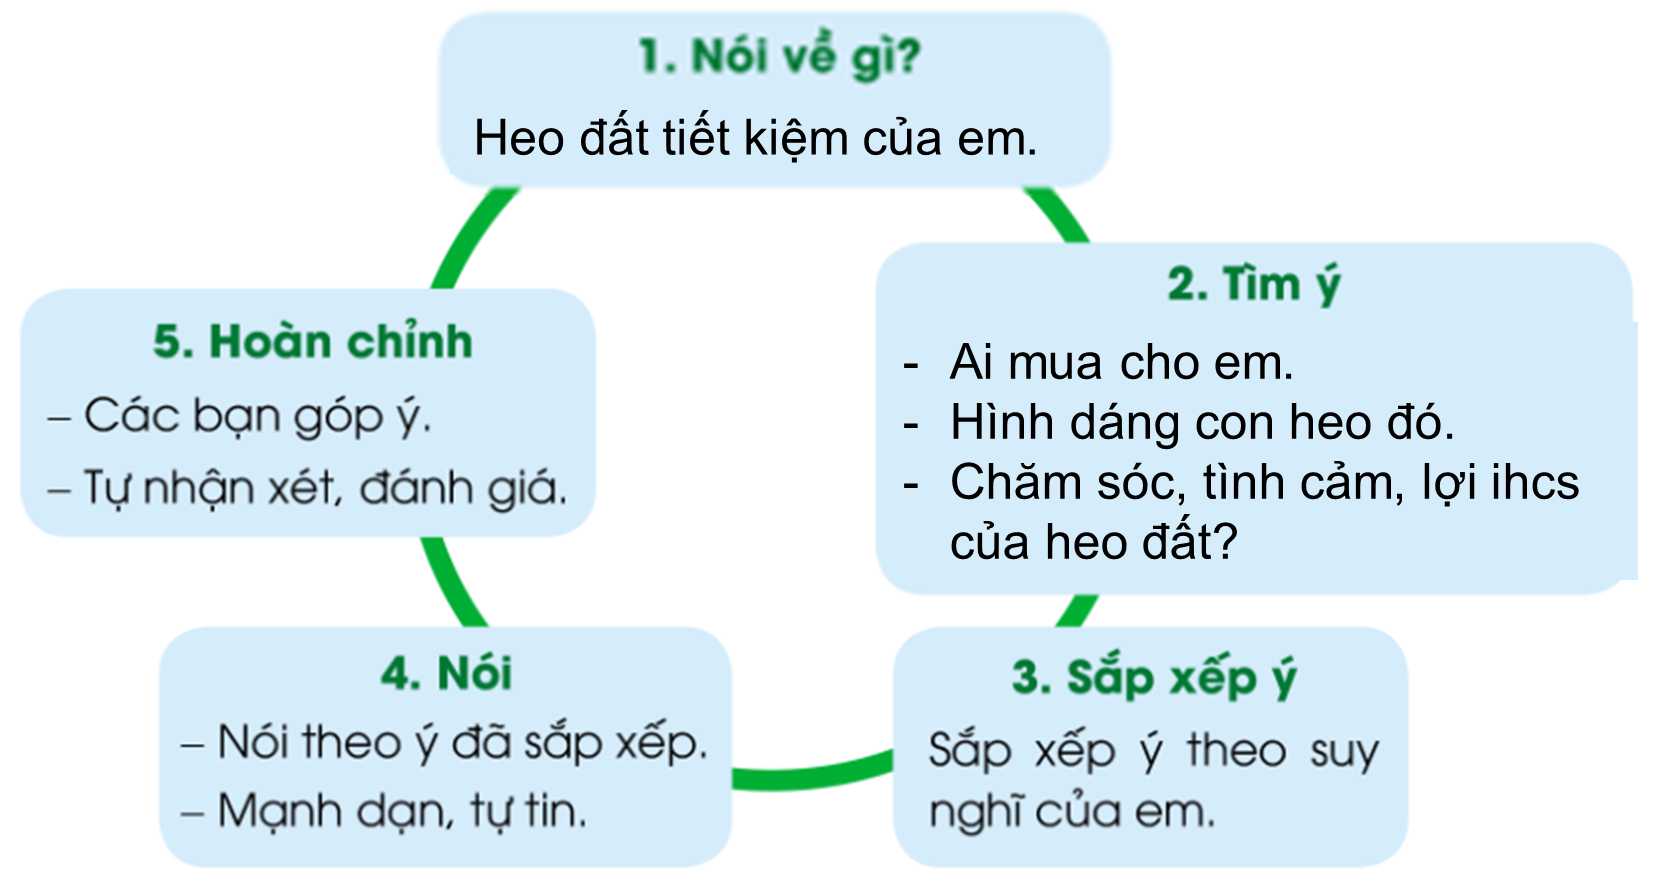 1. Nói về gì?
Heo đất tiết kiệm của em.
2. Tìm ý
- Ai mua cho em.
- Hình dáng con heo đó.
- Chăm sóc, tình cảm, lợi ihcs
của heo đất?
3. Sắp xếp ý
Sắp xếp ý theo suy
nghĩ của em.
4. Nói
– Nói theo ý đã sắp xếp.
– Mạnh dạn, tự tin.
5. Hoàn chỉnh
– Các bạn góp ý.
– Tự nhận xét, đánh giá.